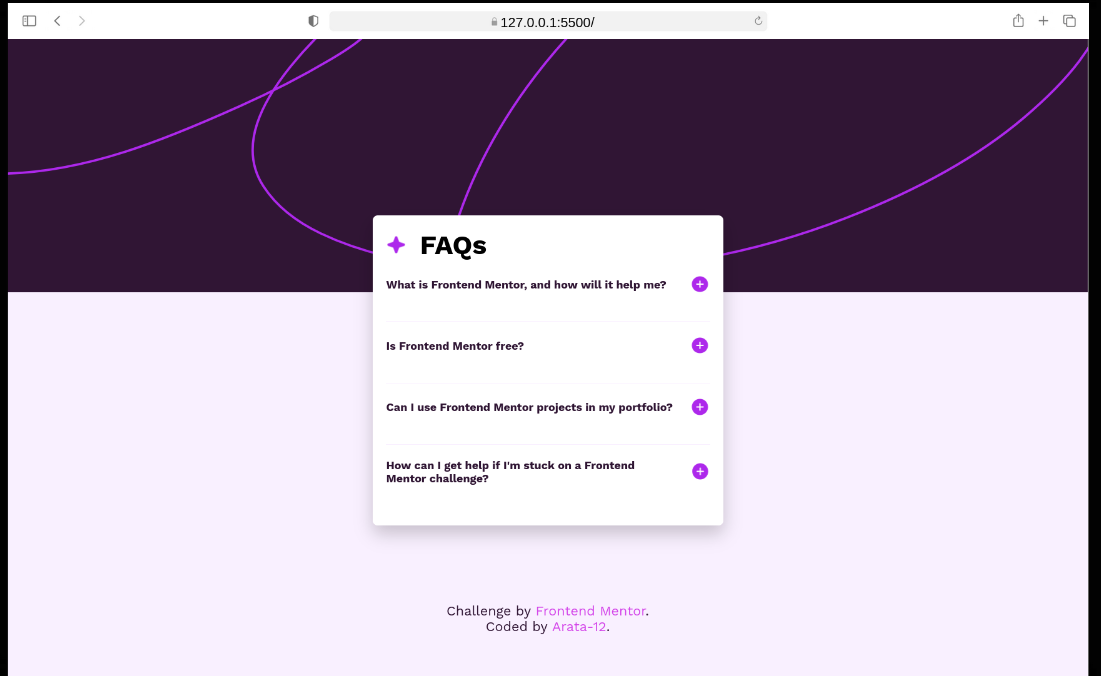 127.0.0.1:5500/
FAQs
What is Frontend Mentor, and how will it help me?
Is Frontend Mentor free?
Can I use Frontend Mentor projects in my portfolio?
How can I get help if I'm stuck on a Frontend
Mentor challenge?
Challenge by Frontend Mentor.
Coded by Arata-12.